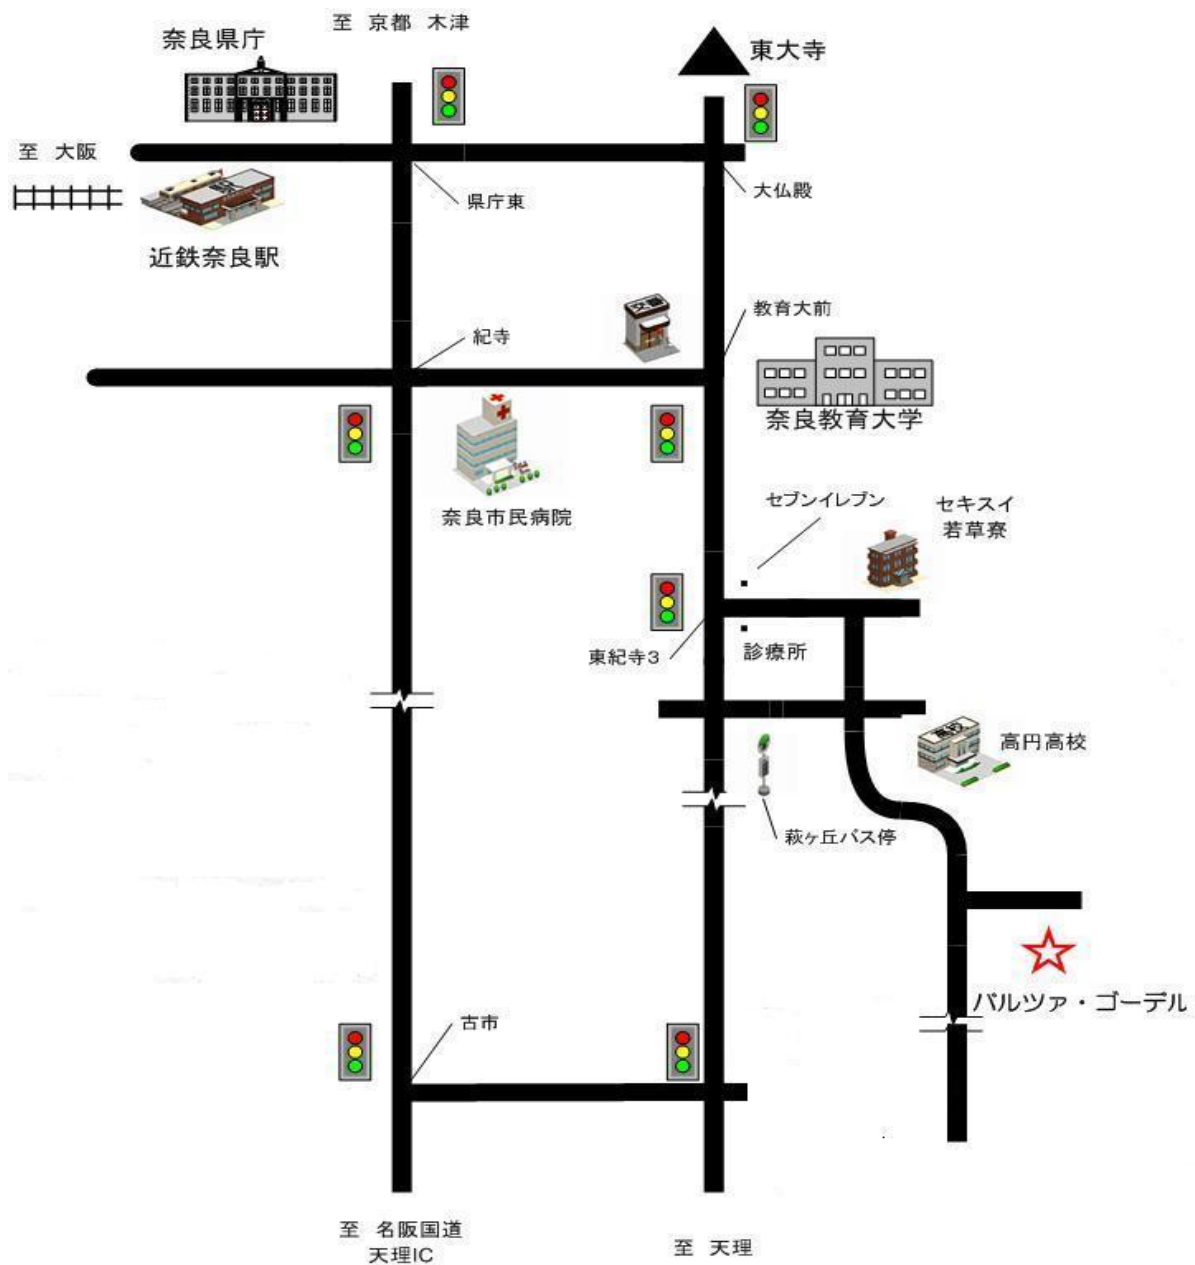 至 京都 木津
奈良県庁
東大寺
至 大阪
県庁東
大仏殿
近鉄奈良駅
交番
教育大前
紀寺
奈良教育大学
セブンイレブン
セキスイ
若草寮
奈良市民病院
東紀寺3
診療所
高校
高円高校
萩ヶ丘バス停
バルツァ・ゴーデル
古市
至 名阪国道
天理IC
至 天理